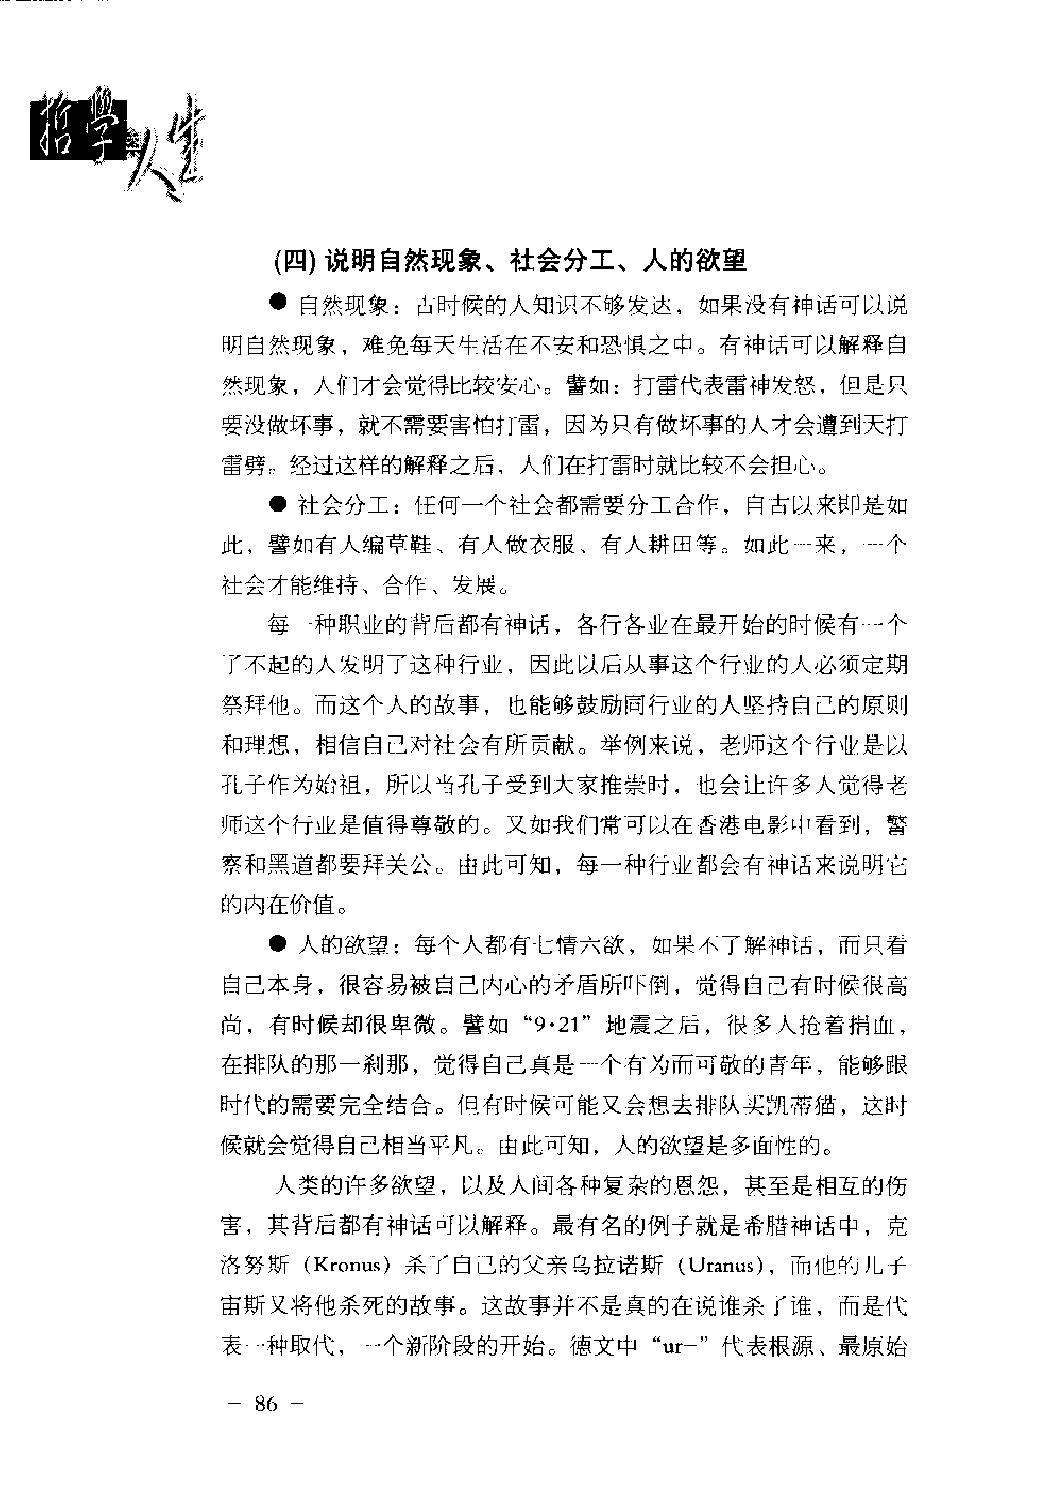 哲學与人生
(四) 说明自然现象、社会分工、人的欲望
● 自然现象：古时候的人知识不够发达，如果没有神话可以说
明自然现象，难免每天生活在不安和恐惧之中。有神话可以解释自
然现象，人们才会觉得比较安心。譬如：打雷代表雷神发怒，但是只
要没做坏事，就不需要害怕打雷，因为只有做坏事的人才会遭到天打
雷劈。经过这样的解释之后，人们在打雷时就比较不会担心。
● 社会分工：任何一个社会都需要分工合作，自古以来即是如
此，譬如有人编草鞋、有人做衣服、有人耕田等。如此一来，一个
社会才能维持、合作、发展。
每一种职业的背后都有神话，各行各业在最开始的时候有一个
了不起的人发明了这种行业，因此以后从事这个行业的人必须定期
祭拜他。而这个人的故事，也能够鼓励同行业的人坚持自己的原则
和理想，相信自己对社会有所贡献。举例来说，老师这个行业是以
孔子作为始祖，所以当孔子受到大家推崇时，也会让许多人觉得老
师这个行业是值得尊敬的。又如我们常可以在香港电影中看到，警
察和黑道都要拜关公。由此可知，每一种行业都会有神话来说明它
的内在价值。
● 人的欲望：每个人都有七情六欲，如果不了解神话，而只看
自己本身，很容易被自己内心的矛盾所吓倒，觉得自己有时候很高
尚，有时候却很卑微。譬如“9·21”地震之后，很多人抢着捐血，
在排队的那一刹那，觉得自己真是一个有为而可敬的青年，能够跟
时代的需要完全结合。但有时候可能又会想去排队买凯蒂猫，这时
候就会觉得自己相当平凡。由此可知，人的欲望是多面性的。
人类的许多欲望，以及人间各种复杂的恩怨，甚至是相互的伤
害，其背后都有神话可以解释。最有名的例子就是希腊神话中，克
洛努斯（Kronus）杀了自己的父亲乌拉诺斯（Uranus），而他的儿子
宙斯又将他杀死的故事。这故事并不是真的在说谁杀了谁，而是代
表一种取代，一个新阶段的开始。德文中“ur-”代表根源、最原始
- 86 -